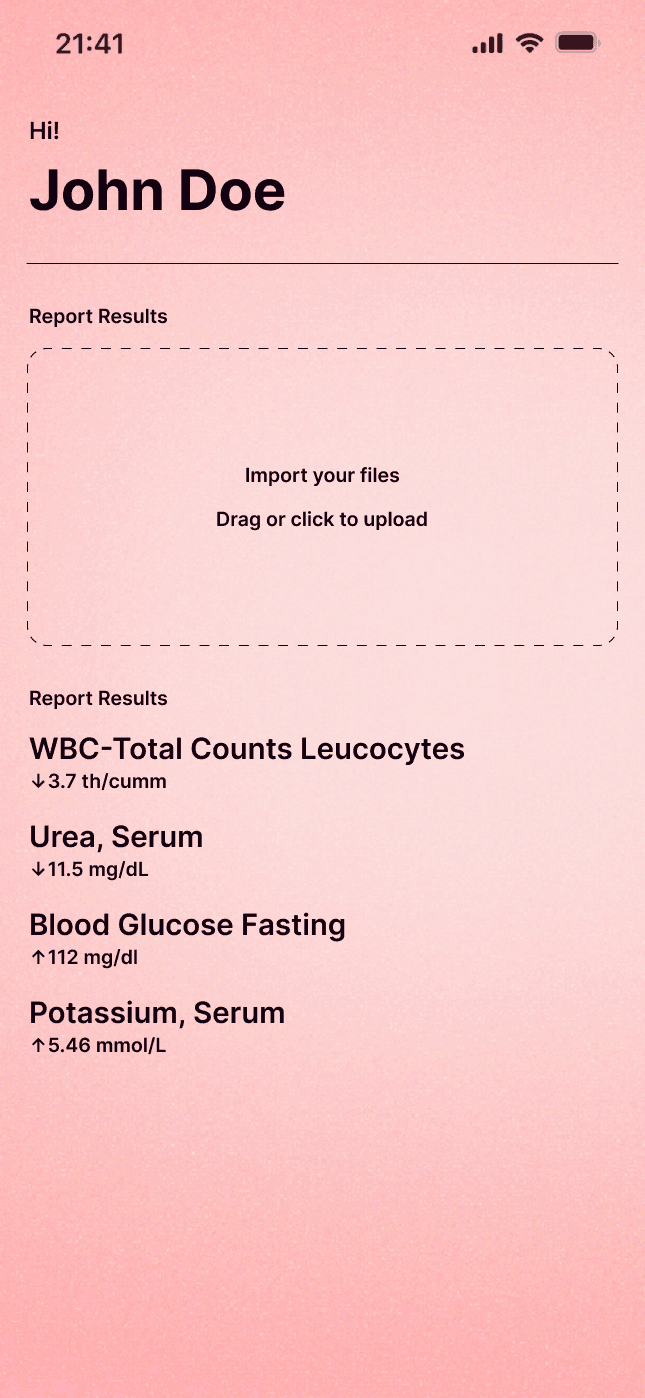 21:41
Hi!
John Doe
Report Results
Import your files
Drag or click to upload
Report Results
WBC-Total Counts Leucocytes
↓3.7 th/cumm
Urea, Serum
↓11.5 mg/dL
Blood Glucose Fasting
↑112 mg/dl
Potassium, Serum
↑5.46 mmol/L